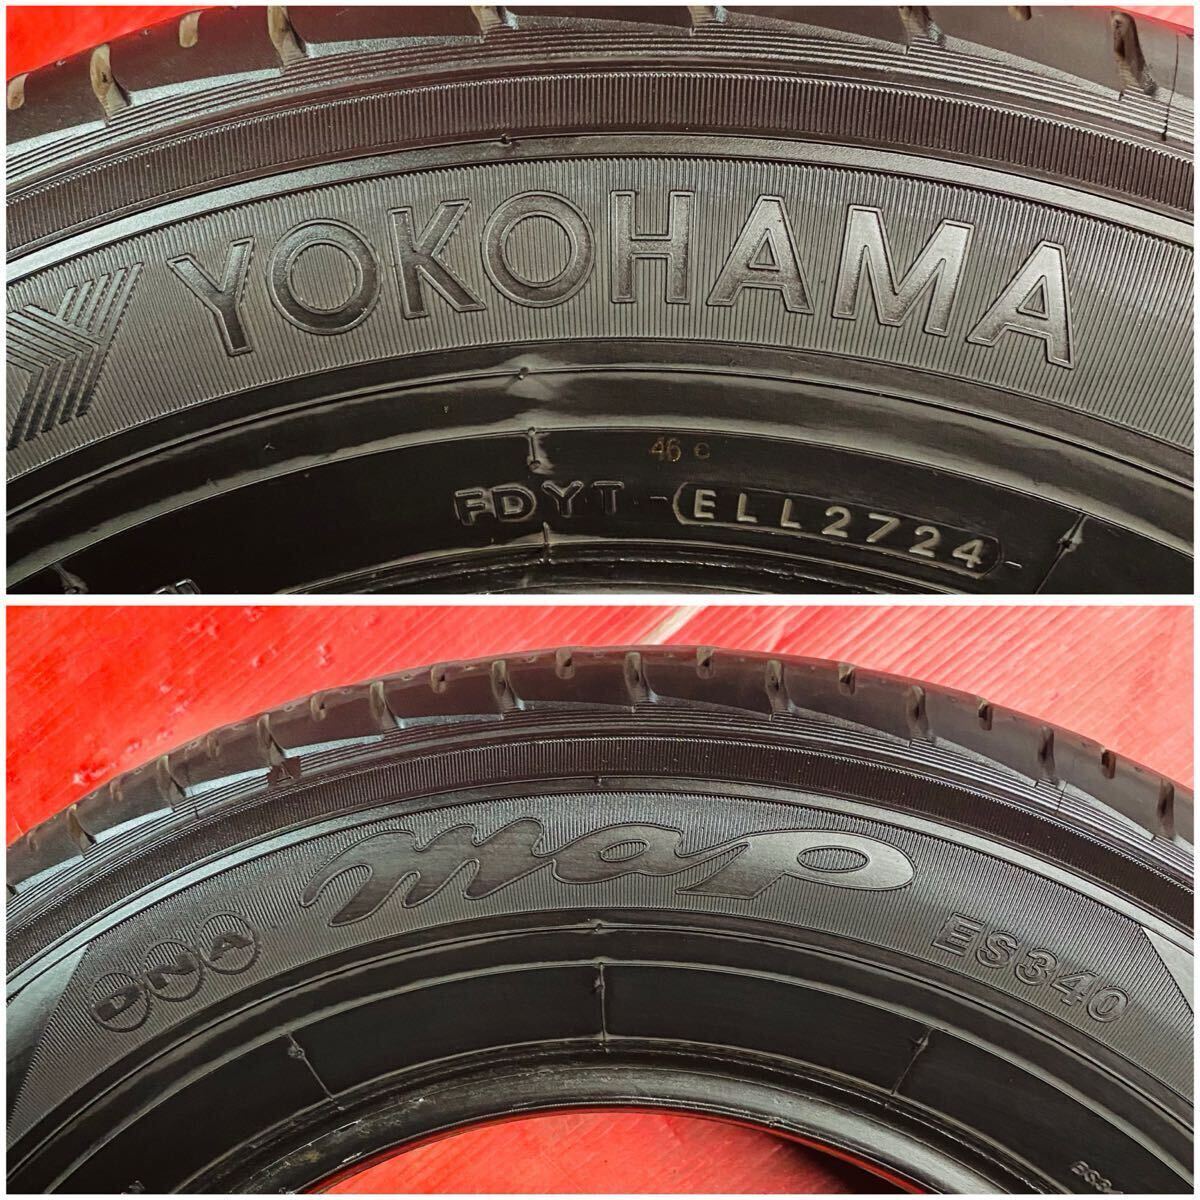 YOKOHAMA
46 c
FDYT ELL2724
DNA map ES340